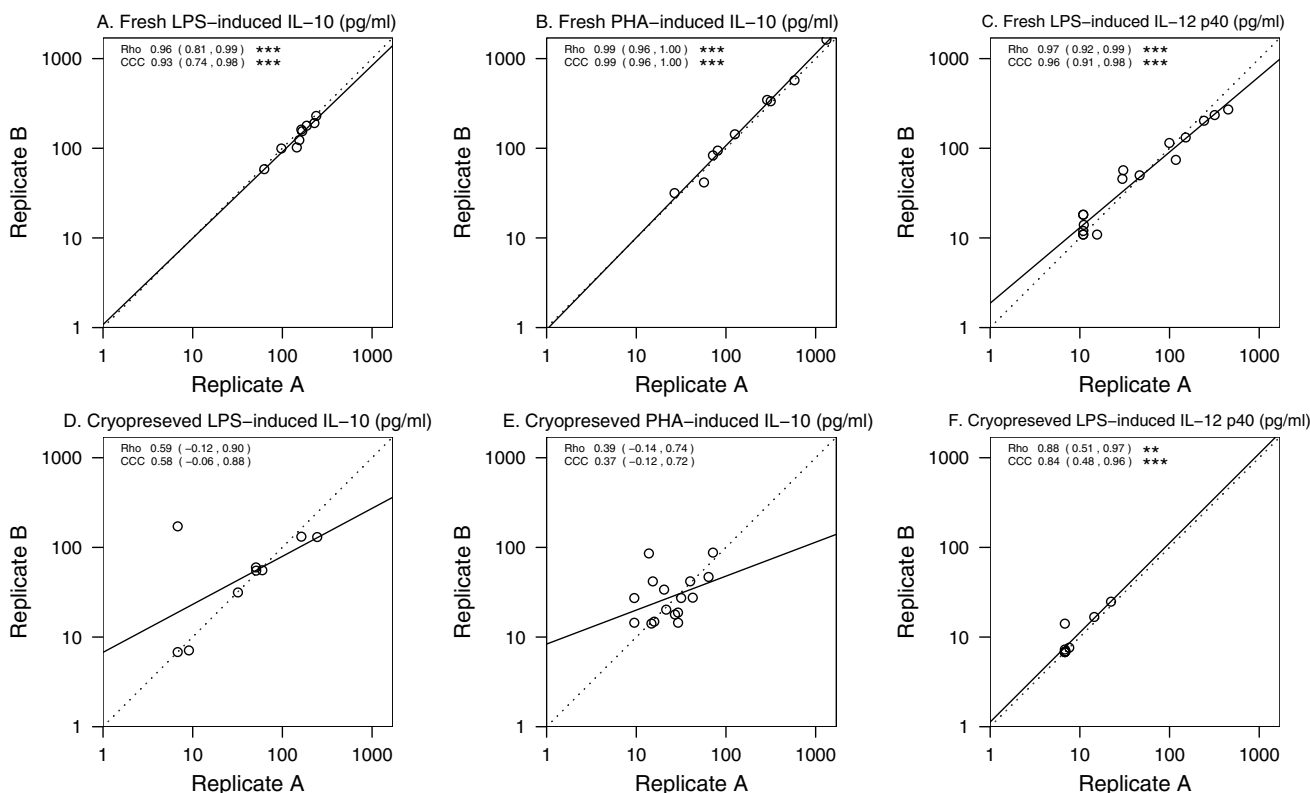 A. Fresh LPS−induced IL−10 (pg/ml)
Rho 0.96 ( 0.81 , 0.99 ) ***
CCC 0.93 ( 0.74 , 0.98 ) ***
1000
100
10
1
Replicate B
1 10 100 1000
Replicate A
B. Fresh PHA−induced IL−10 (pg/ml)
Rho 0.99 ( 0.96 , 1.00 ) ***
CCC 0.99 ( 0.96 , 1.00 ) ***
1000
100
10
1
Replicate B
1 10 100 1000
Replicate A
C. Fresh LPS−induced IL−12 p40 (pg/ml)
Rho 0.97 ( 0.92 , 0.99 ) ***
CCC 0.96 ( 0.91 , 0.98 ) ***
1000
100
10
1
Replicate B
1 10 100 1000
Replicate A
D. Cryopreseved LPS−induced IL−10 (pg/ml)
Rho 0.59 ( −0.12 , 0.90 )
CCC 0.58 ( −0.06 , 0.88 )
1000
100
10
1
Replicate B
1 10 100 1000
Replicate A
E. Cryopreseved PHA−induced IL−10 (pg/ml)
Rho 0.39 ( −0.14 , 0.74 )
CCC 0.37 ( −0.12 , 0.72 )
1000
100
10
1
Replicate B
1 10 100 1000
Replicate A
F. Cryopreseved LPS−induced IL−12 p40 (pg/ml)
Rho 0.88 ( 0.51 , 0.97 ) **
CCC 0.84 ( 0.48 , 0.96 ) ***
1000
100
10
1
Replicate B
1 10 100 1000
Replicate A